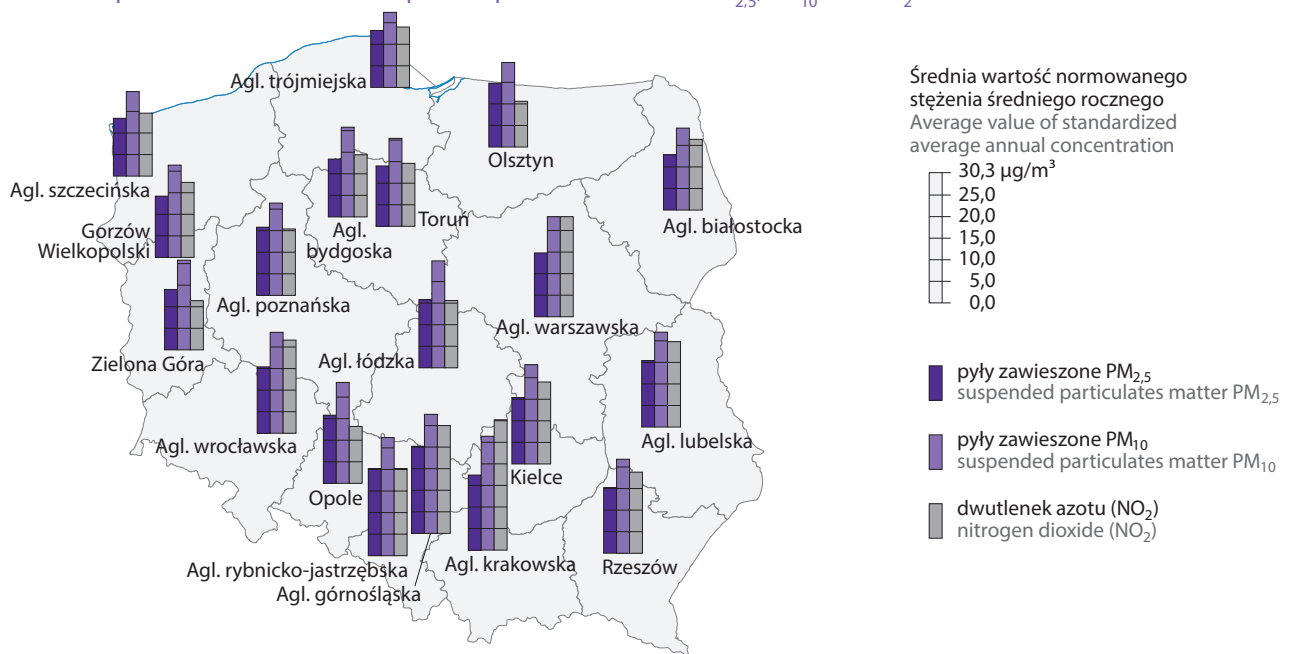 2,5, 10 2
Agl. trójmiejska
Olsztyn
Agl. szczecińska
Gorzów
Wielkopolski
Agl.
bydgoska
Toruń
Agl. białostocka
Agl. poznańska
Agl. warszawska
Zielona Góra
Agl. łódzka
Agl. wrocławska
Agl. lubelska
Opole
Kielce
Agl. rybnicko-jastrzębska
Agl. górnośląska
Agl. krakowska
Rzeszów
Średnia wartość normowanego
stężenia średniego rocznego
Average value of standardized
average annual concentration
30,3 µg/m³
25,0
20,0
15,0
10,0
5,0
0,0
pyły zawieszone PM2,5
suspended particulates matter PM2,5
pyły zawieszone PM10
suspended particulates matter PM10
dwutlenek azotu (NO2)
nitrogen dioxide (NO2)